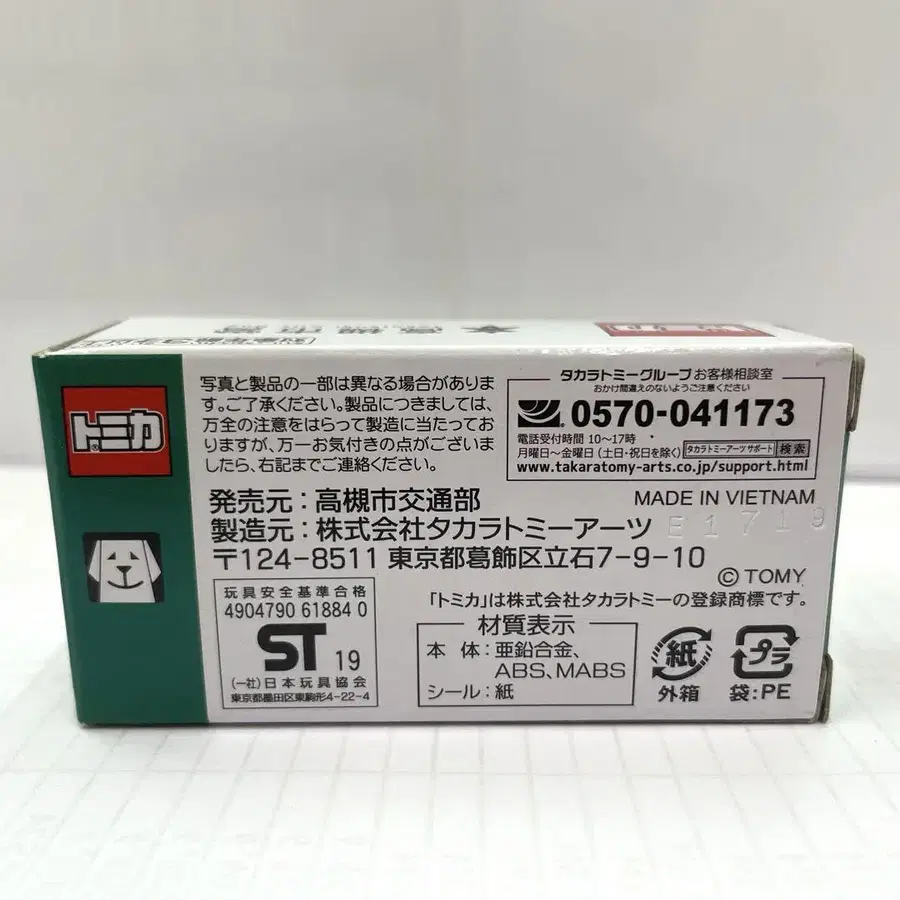 トミカ
写真と製品の一部は異なる場合がありま
す。ご了承ください。製品につきましては、
万全の注意をはらって製造に当たってお
りますが、万一お気付きの点がございま
したら、右記までご連絡ください。
タカラトミーグループ お客様相談室
おかけ間違えのないようご注意ください
0570-041173
電話受付時間 10〜17時
月曜日〜金曜日 (土・日・祝日を除く) タカラトミーアーツ サポート 検索
www.takaratomy-arts.co.jp/support.html
発売元：高槻市交通部
MADE IN VIETNAM
製造元：株式会社タカラトミーアーツ
E1719
〒124-8511 東京都葛飾区立石7-9-10
© TOMY
「トミカ」は株式会社タカラトミーの登録商標です。
玩具安全基準合格
4904790 61884 0
ST 19
(一社)日本玩具協会
東京都墨田区東駒形4-22-4
材質表示
本 体：亜鉛合金、
ABS、MABS
シール：紙
紙
外箱
プラ
袋：PE